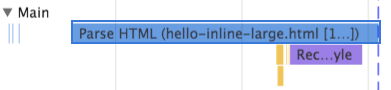 ▼ Main
Parse HTML (hello-inline-large.html [1...])
Rec...yle